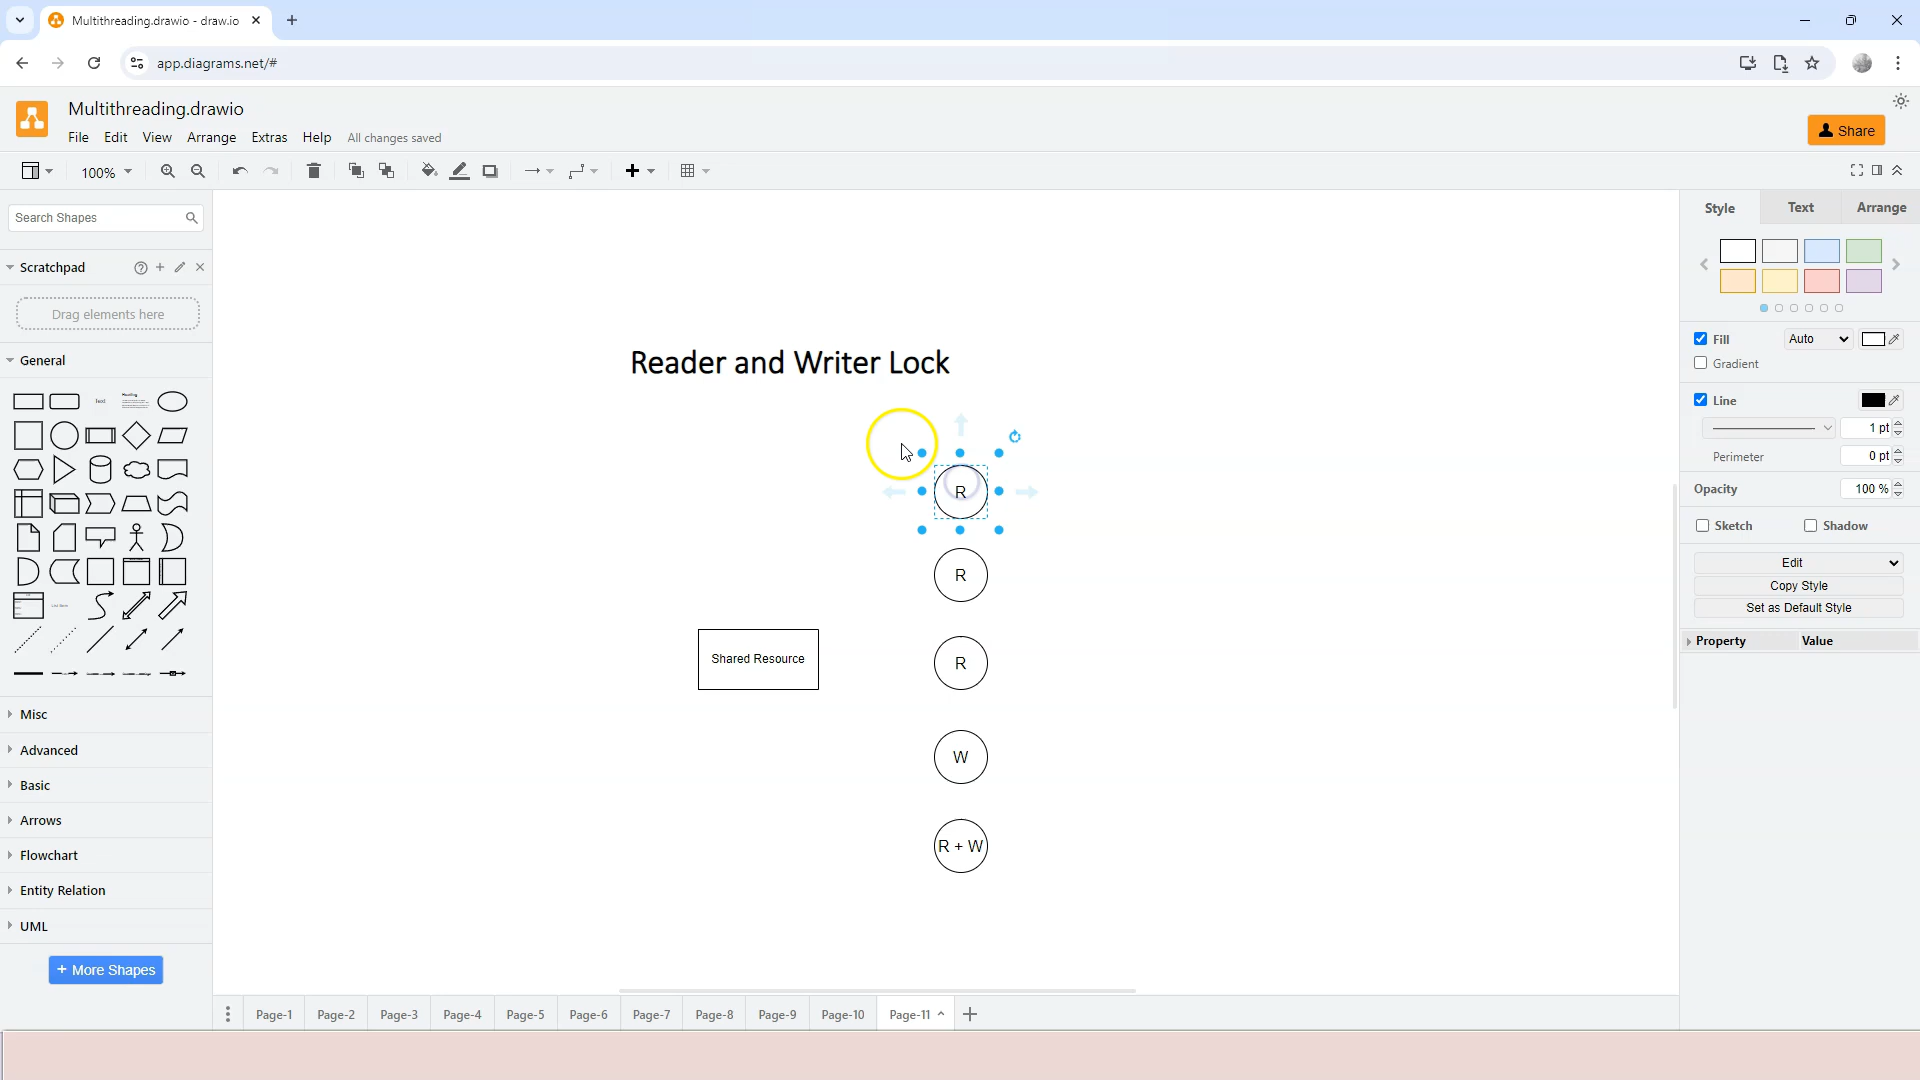 Multithreading.drawio - draw.io
app.diagrams.net/#
Multithreading.drawio
File Edit View Arrange Extras Help All changes saved
Share
100%
Search Shapes
Scratchpad
Drag elements here
General
Text
Heading
Misc
Advanced
Basic
Arrows
Flowchart
Entity Relation
UML
+ More Shapes
Reader and Writer Lock
R
R
Shared Resource
R
W
R + W
Page-1 Page-2 Page-3 Page-4 Page-5 Page-6 Page-7 Page-8 Page-9 Page-10 Page-11
Style Text Arrange
Fill Auto
Gradient
Line
1 pt
Perimeter 0 pt
Opacity 100 %
Sketch Shadow
Edit
Copy Style
Set as Default Style
Property Value